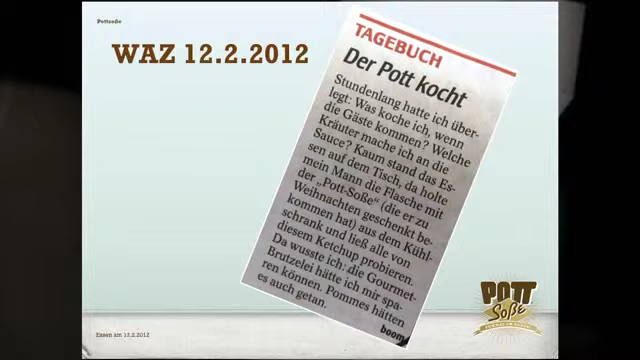 Pottsoße
WAZ 12.2.2012
TAGEBUCH
Der Pott kocht
Stundenlang hatte ich über-
legt: Was koche ich, wenn
die Gäste kommen? Welche
Kräuter mache ich an die
Sauce? Kaum stand das Es-
sen auf dem Tisch, da holte
mein Mann die Flasche mit
der „Pott-Soße“ (die er zu
Weihnachten geschenkt be-
kommen hat) aus dem Kühl-
schrank und ließ alle von
diesem Ketchup probieren.
Da wusste ich: die Gourmet-
Brutzelei hätte ich mir spa-
ren können. Pommes hätten
es auch getan.
boom
POTT
Soße
Essen am 13.2.2012